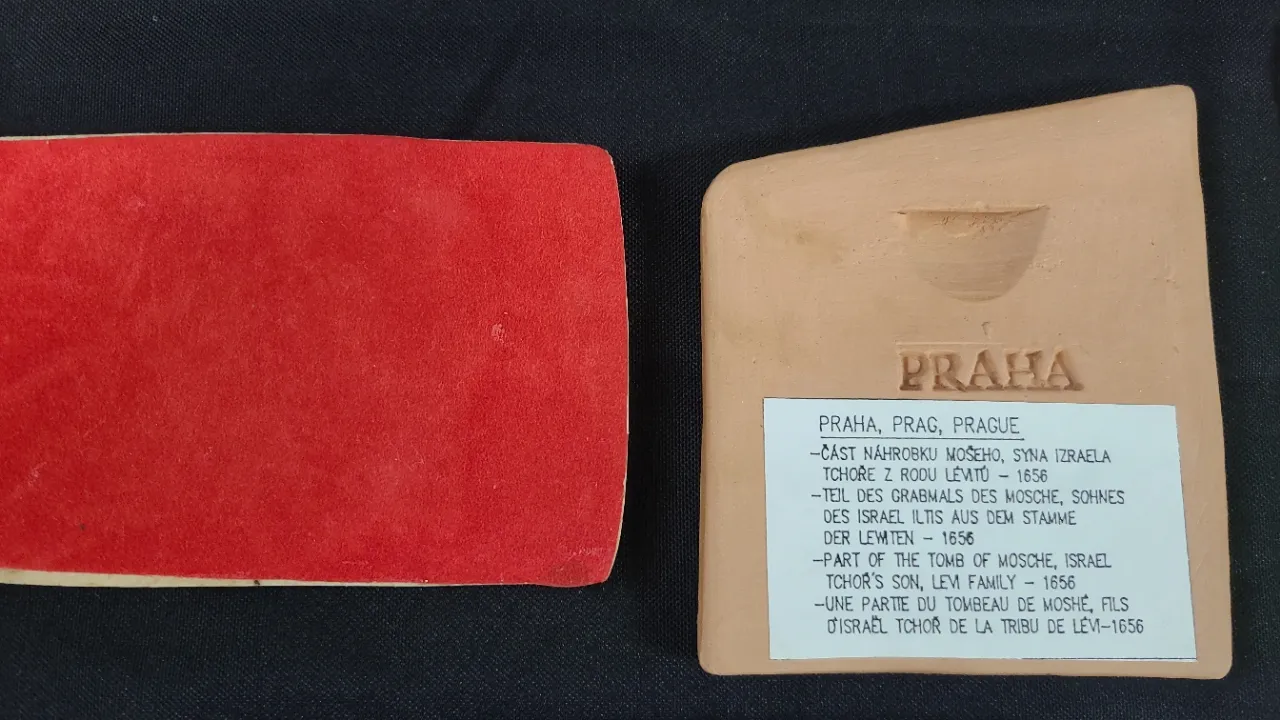 PRAHA
PRAHA, PRAG, PRAGUE
–ČÁST NÁHROBKU MOŠEHO, SYNA IZRAELA
TCHOŘE Z RODU LÉVITŮ – 1656
–TEIL DES GRABMALS DES MOSCHE, SOHNES
DES ISRAEL ILTIS AUS DEM STAMME
DER LEWITEN – 1656
–PART OF THE TOMB OF MOSCHE, ISRAEL
TCHOŘ'S SON, LEVI FAMILY – 1656
–UNE PARTIE DU TOMBEAU DE MOSHÉ, FILS
D'ISRAËL TCHOŘ DE LA TRIBU DE LÉVI–1656